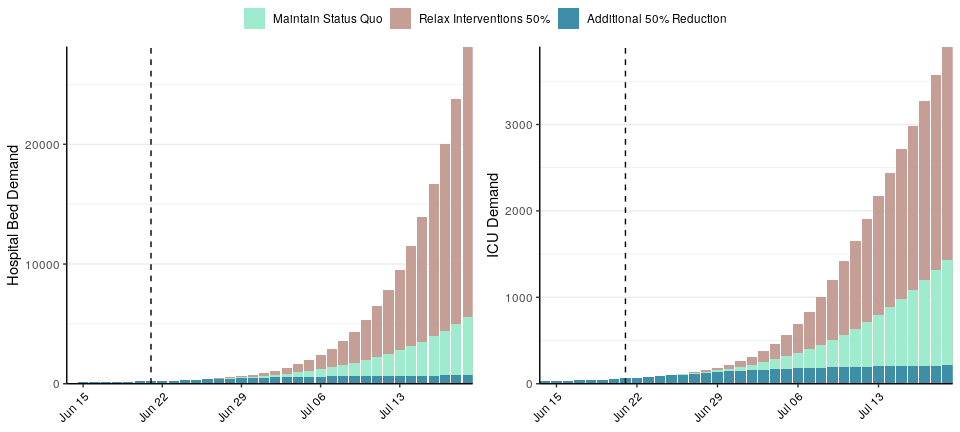 Maintain Status Quo Relax Interventions 50% Additional 50% Reduction
Hospital Bed Demand
20000
10000
0
Jun 15 Jun 22 Jun 29 Jul 06 Jul 13
ICU Demand
3000
2000
1000
0
Jun 15 Jun 22 Jun 29 Jul 06 Jul 13